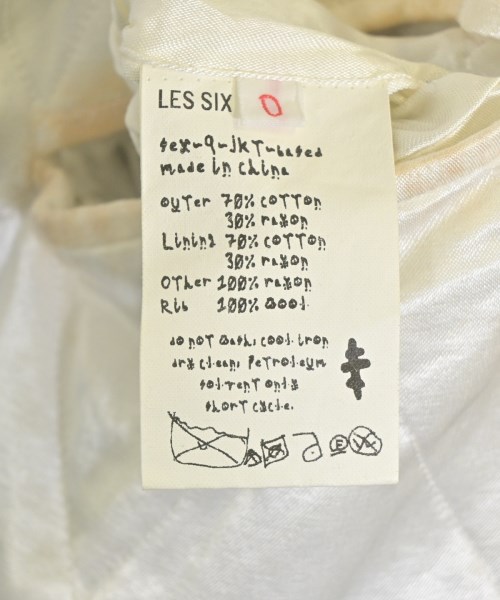 LES SIX 0
sex-q-jkt-based
made in china
outer 70% cotton
30% rayon
Lining 70% cotton
30% rayon
Other 100% rayon
Rib 100% wool
do not wash, cool iron
dry clean, Petroleum
solvent only
short cycle.
E